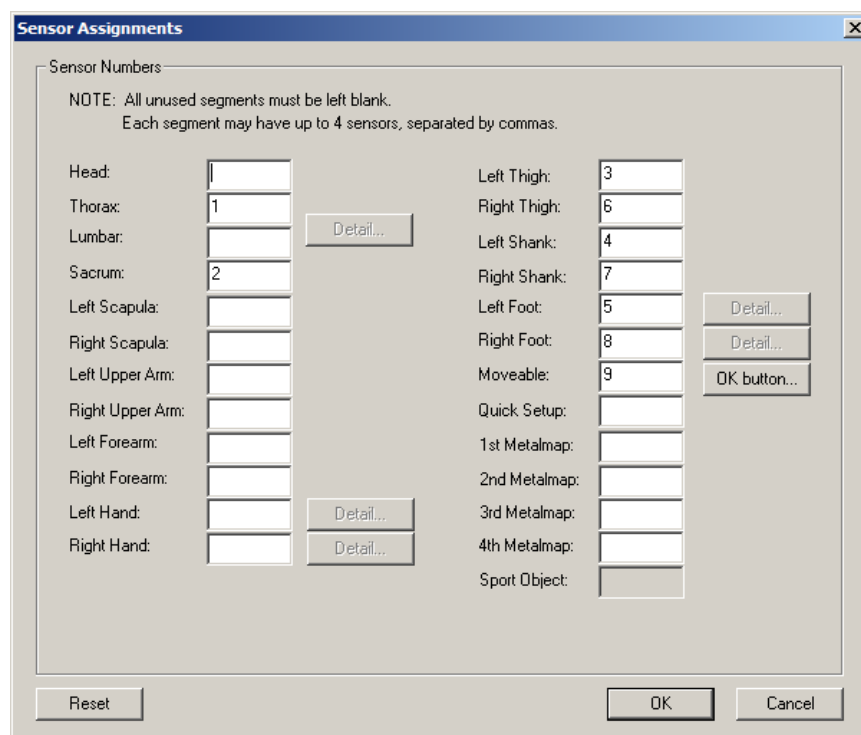 Sensor Assignments
Sensor Numbers
NOTE: All unused segments must be left blank.
Each segment may have up to 4 sensors, separated by commas.
Head:
Thorax: 1
Lumbar:
Detail...
Sacrum: 2
Left Scapula:
Right Scapula:
Left Upper Arm:
Right Upper Arm:
Left Forearm:
Right Forearm:
Left Hand: Detail...
Right Hand: Detail...
Left Thigh: 3
Right Thigh: 6
Left Shank: 4
Right Shank: 7
Left Foot: 5 Detail...
Right Foot: 8 Detail...
Moveable: 9 OK button...
Quick Setup:
1st Metalmap:
2nd Metalmap:
3rd Metalmap:
4th Metalmap:
Sport Object:
Reset OK Cancel